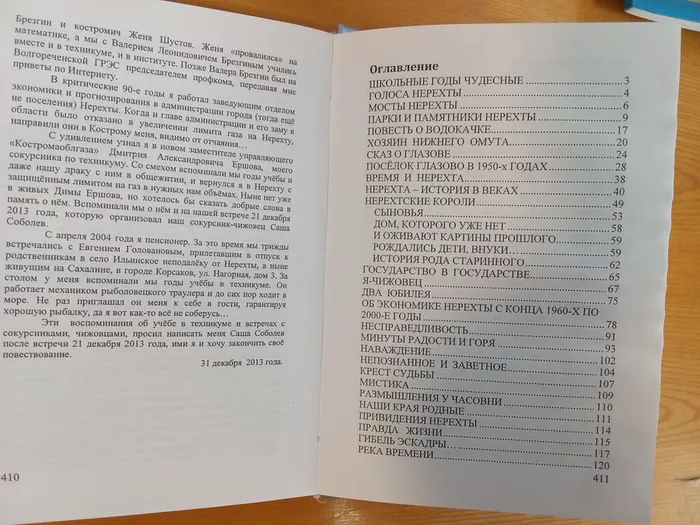 Брезгин и костромич Женя Шустов. Женя «провалился» на
математике, а мы с Валерием Леонидовичем Брезгиным учились
вместе и в техникуме, и в институте. Позже Валера Брезгин был на
Волгореченской ГРЭС председателем профкома, передавая мне
приветы по Интернету.
В критические 90-е годы я работал заведующим отделом
экономики и прогнозирования в администрации города (тогда ещё
не поселения) Нерехты. Когда и главе администрации и его заму в
области было отказано в увеличении лимита газа на Нерехту,
направили они в Кострому меня, видимо от отчаяния…
С удивлением узнал я в новом заместителе управляющего
«Костромаоблгаза» Дмитрия Александровича Ершова, моего
сокурсника по техникуму. Со смехом вспоминали мы годы учёбы и
даже нашу драку с ним в общежитии, и вернулся я в Нерехту с
защищённым лимитом на газ в нужных нам объёмах. Ныне нет уже
в живых Димы Ершова, но хотелось бы сказать добрые слова в
память о нём. Вспоминали мы о нём и на нашей встрече 21 декабря
2013 года, которую организовал наш сокурсник-чижовец Саша
Соболев.
С апреля 2004 года я пенсионер. За это время мы трижды
встречались с Евгением Головановым, прилетавшим в отпуск к
родственникам в село Ильинское неподалёку от Нерехты, а ныне
живущим на Сахалине, в городе Корсаков, ул. Нагорная, дом 3. За
столом у меня вспоминали мы годы учёбы в техникуме. Он
работает механиком рыболовецкого траулера и до сих пор ходит в
море. Не раз приглашал он меня к себе в гости, гарантируя
хорошую рыбалку, да я вот как-то всё не соберусь…
Эти воспоминания об учёбе в техникуме и встречах с
сокурсниками, чижовцами, просил написать меня Саша Соболев
после встречи 21 декабря 2013 года, ими я и хочу закончить своё
повествование.
31 декабря 2013 года.
410
Оглавление
ШКОЛЬНЫЕ ГОДЫ ЧУДЕСНЫЕ 3
ГОЛОСА НЕРЕХТЫ 4
МОСТЫ НЕРЕХТЫ 6
ПАРКИ И ПАМЯТНИКИ НЕРЕХТЫ 9
ПОВЕСТЬ О ВОДОКАЧКЕ 17
ХОЗЯИН НИЖНЕГО ОМУТА 20
СКАЗ О ГЛАЗОВЕ 24
ПОСЁЛОК ГЛАЗОВО В 1950-х ГОДАХ 28
ВРЕМЯ И НЕРЕХТА 38
НЕРЕХТА – ИСТОРИЯ В ВЕКАХ 40
НЕРЕХТСКИЕ КОРОЛИ 49
СЫНОВЬЯ 53
ДОМ, КОТОРОГО УЖЕ НЕТ 58
И ОЖИВАЮТ КАРТИНЫ ПРОШЛОГО 59
РОЖДАЛИСЬ ДЕТИ, ВНУКИ… 59
ИСТОРИЯ РОДА СТАРИННОГО 62
ГОСУДАРСТВО В ГОСУДАРСТВЕ 65
Я-ЧИЖОВЕЦ 67
ДВА ЮБИЛЕЯ 75
ОБ ЭКОНОМИКЕ НЕРЕХТЫ С КОНЦА 1960-Х ПО
2000-Е ГОДЫ 78
НЕСПРАВЕДЛИВОСТЬ 91
МИНУТЫ РАДОСТИ И ГОРЯ 93
НАВАЖДЕНИЕ 102
НЕПОЗНАННОЕ И ЗАВЕТНОЕ 104
КРЕСТ СУДЬБЫ 107
МИСТИКА 109
РАЗМЫШЛЕНИЯ У ЧАСОВНИ 110
НАШИ КРАЯ РОДНЫЕ 111
ПРИВИДЕНИЯ НЕРЕХТЫ 114
ПРАВДА ЖИЗНИ 115
ГИБЕЛЬ ЭСКАДРЫ… 117
РЕКА ВРЕМЕНИ 120
411